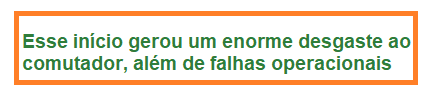 Esse início gerou um enorme desgaste ao
comutador, além de falhas operacionais